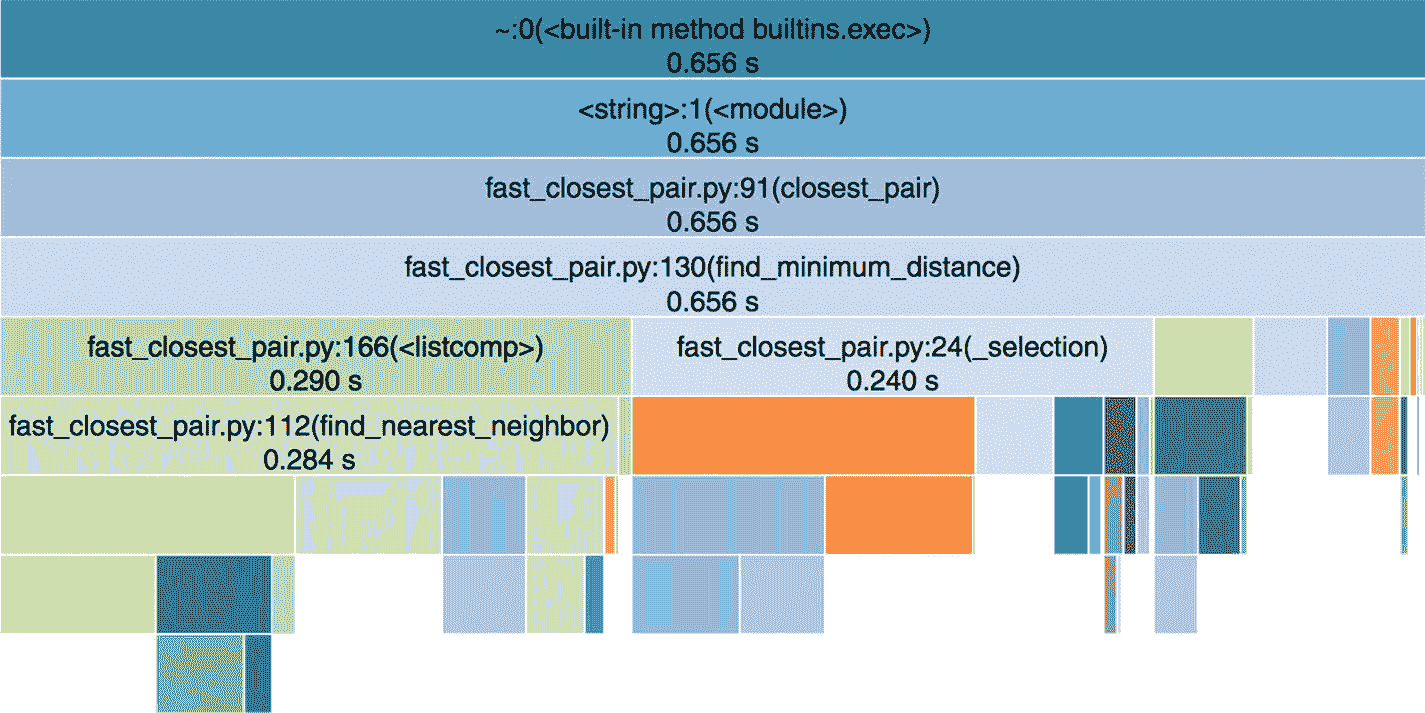 ~:0(<built-in method builtins.exec>)
0.656 s
<string>:1(<module>)
0.656 s
fast_closest_pair.py:91(closest_pair)
0.656 s
fast_closest_pair.py:130(find_minimum_distance)
0.656 s
fast_closest_pair.py:166(<listcomp>)
0.290 s
fast_closest_pair.py:24(_selection)
0.240 s
fast_closest_pair.py:112(find_nearest_neighbor)
0.284 s